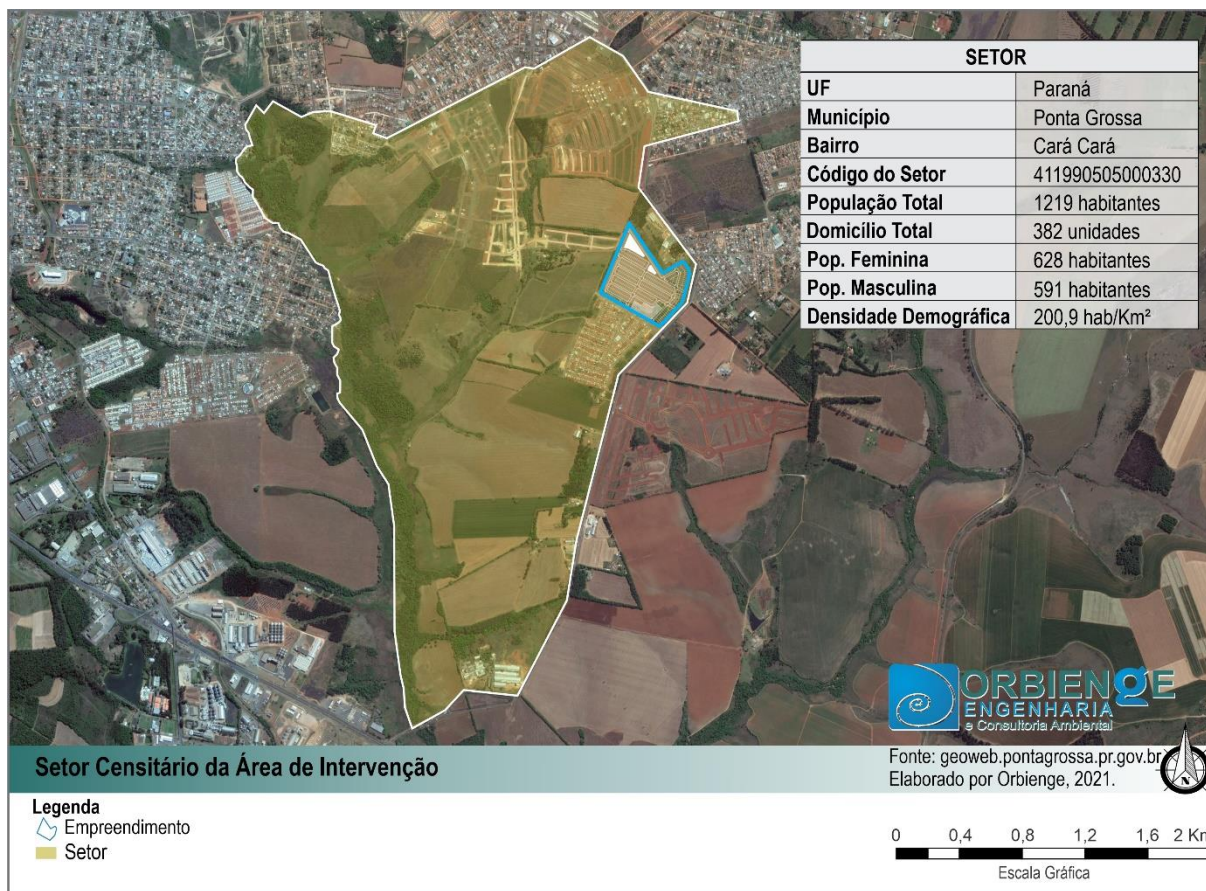 SETOR
UF Paraná
Município Ponta Grossa
Bairro Cará Cará
Código do Setor 411990505000330
População Total 1219 habitantes
Domicílio Total 382 unidades
Pop. Feminina 628 habitantes
Pop. Masculina 591 habitantes
Densidade Demográfica 200,9 hab/Km²
ORBIENGE
ENGENHARIA
e Consultoria Ambiental
Setor Censitário da Área de Intervenção
Fonte: geoweb.pontagrossa.pr.gov.br
Elaborado por Orbienge, 2021.
N
Legenda
Empreendimento
Setor
0 0,4 0,8 1,2 1,6 2 Km
Escala Gráfica